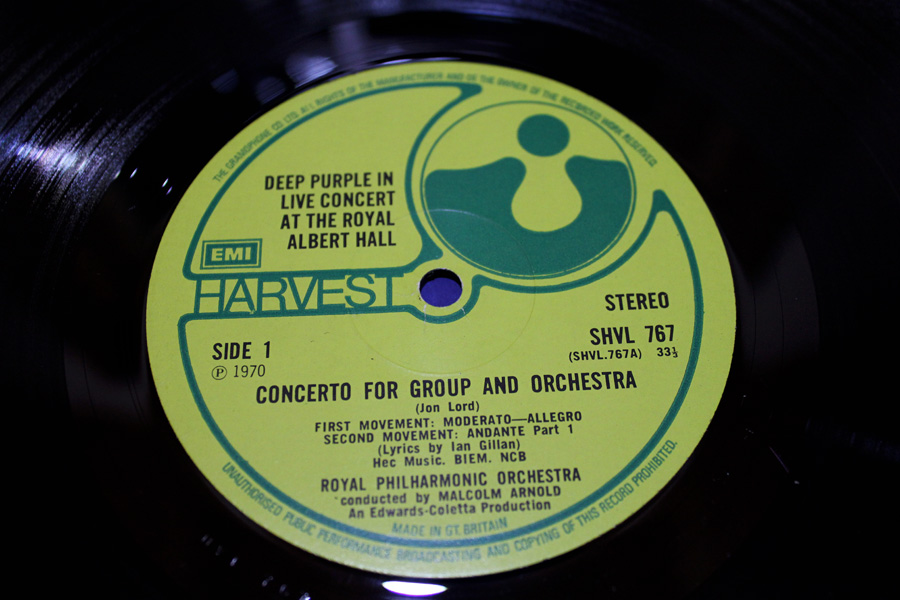 THE GRAMOPHONE CO. LTD. ALL RIGHTS OF THE MANUFACTURER AND OF THE OWNER OF THE RECORDED WORK RESERVED.
DEEP PURPLE IN
LIVE CONCERT
AT THE ROYAL
ALBERT HALL
EMI
HARVEST
STEREO
SHVL 767
(SHVL.767A) 33⅓
SIDE 1
℗ 1970
CONCERTO FOR GROUP AND ORCHESTRA
(Jon Lord)
FIRST MOVEMENT: MODERATO—ALLEGRO
SECOND MOVEMENT: ANDANTE Part 1
(Lyrics by Ian Gillan)
Hec Music. BIEM. NCB
ROYAL PHILHARMONIC ORCHESTRA
conducted by MALCOLM ARNOLD
An Edwards-Coletta Production
MADE IN GT. BRITAIN
UNAUTHORISED PUBLIC PERFORMANCE BROADCASTING AND COPYING OF THIS RECORD PROHIBITED.